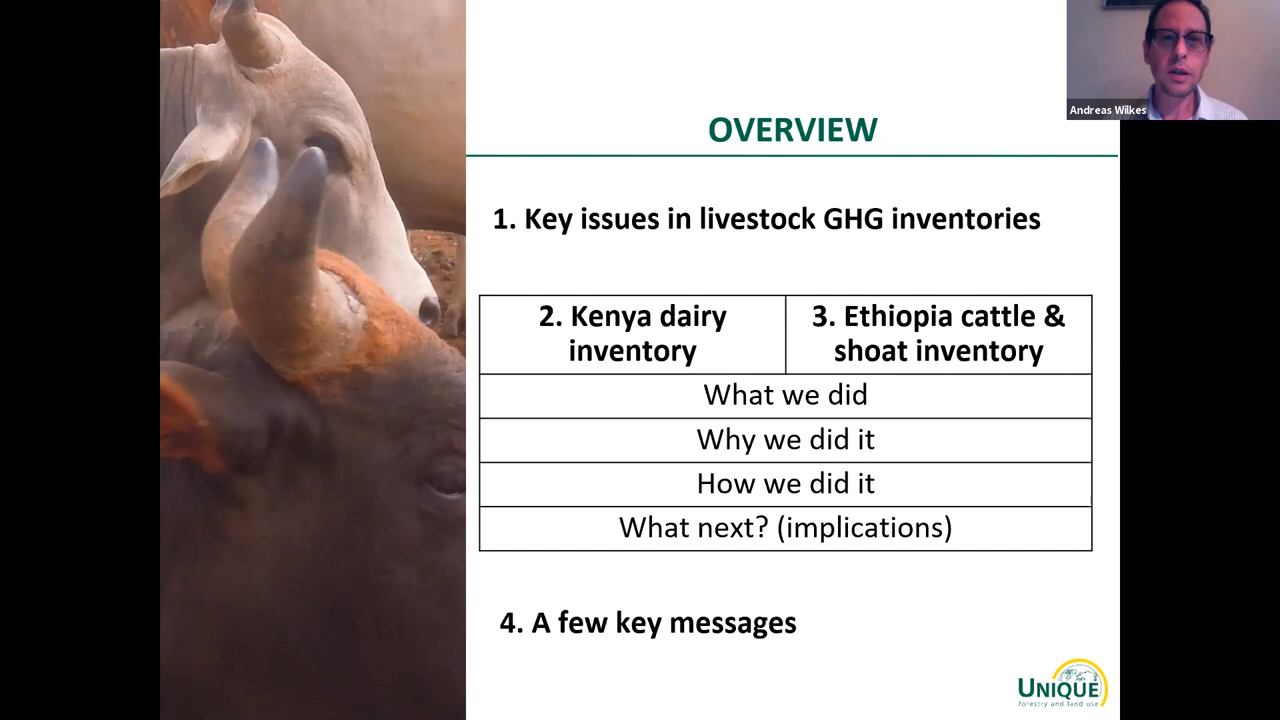 Andreas Wilkes
OVERVIEW
1. Key issues in livestock GHG inventories
2. Kenya dairy
inventory
3. Ethiopia cattle &
shoat inventory
What we did
Why we did it
How we did it
What next? (implications)
4. A few key messages
UNIQUE
forestry and land use